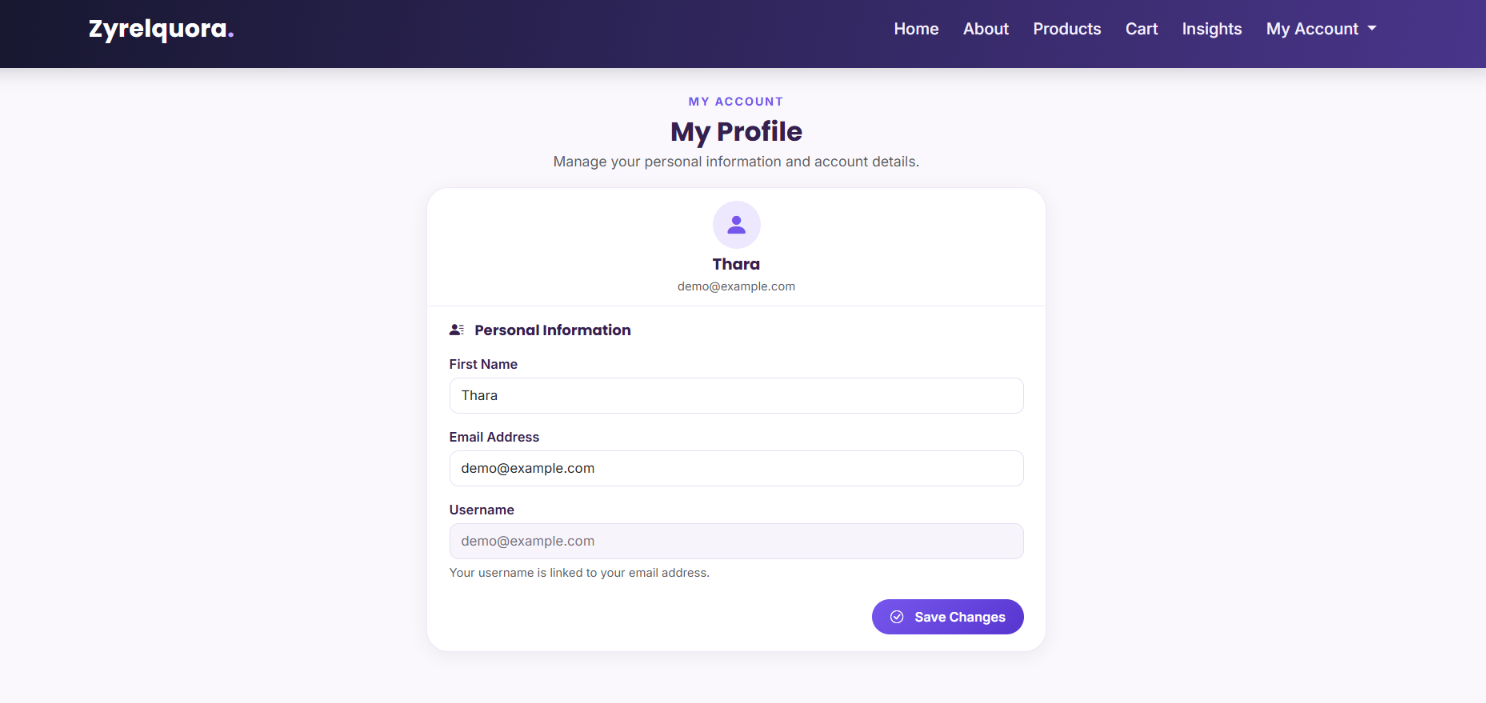 Zyrelquora.
Home About Products Cart Insights My Account
MY ACCOUNT
My Profile
Manage your personal information and account details.
Thara
demo@example.com
Personal Information
First Name
Thara
Email Address
demo@example.com
Username
demo@example.com
Your username is linked to your email address.
Save Changes